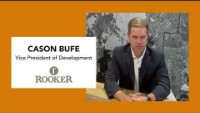 CASON BUFE
Vice President of Development
R
ROOKER